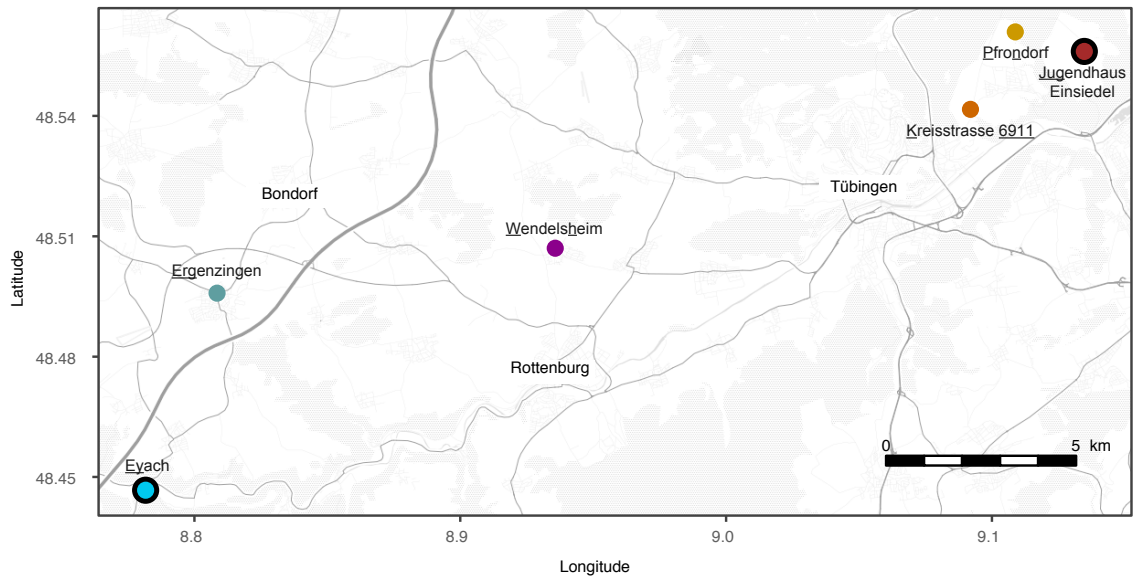 Pfrondorf
Jugendhaus
Einsiedel
48.54
Kreisstrasse 6911
Bondorf
Tübingen
Wendelsheim
48.51
Ergenzingen
Latitude
48.48
Rottenburg
0 5 km
Eyach
48.45
8.8 8.9 9.0 9.1
Longitude